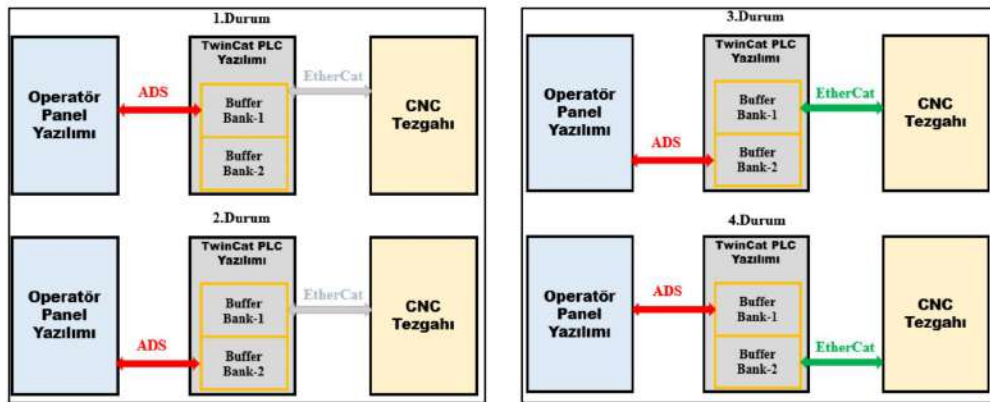 1.Durum
Operatör
Panel
Yazılımı
ADS
TwinCat PLC
Yazılımı
Buffer
Bank-1
Buffer
Bank-2
EtherCat
CNC
Tezgahı
2.Durum
Operatör
Panel
Yazılımı
ADS
TwinCat PLC
Yazılımı
Buffer
Bank-1
Buffer
Bank-2
EtherCat
CNC
Tezgahı
3.Durum
Operatör
Panel
Yazılımı
ADS
TwinCat PLC
Yazılımı
Buffer
Bank-1
Buffer
Bank-2
EtherCat
CNC
Tezgahı
4.Durum
Operatör
Panel
Yazılımı
ADS
TwinCat PLC
Yazılımı
Buffer
Bank-1
Buffer
Bank-2
EtherCat
CNC
Tezgahı